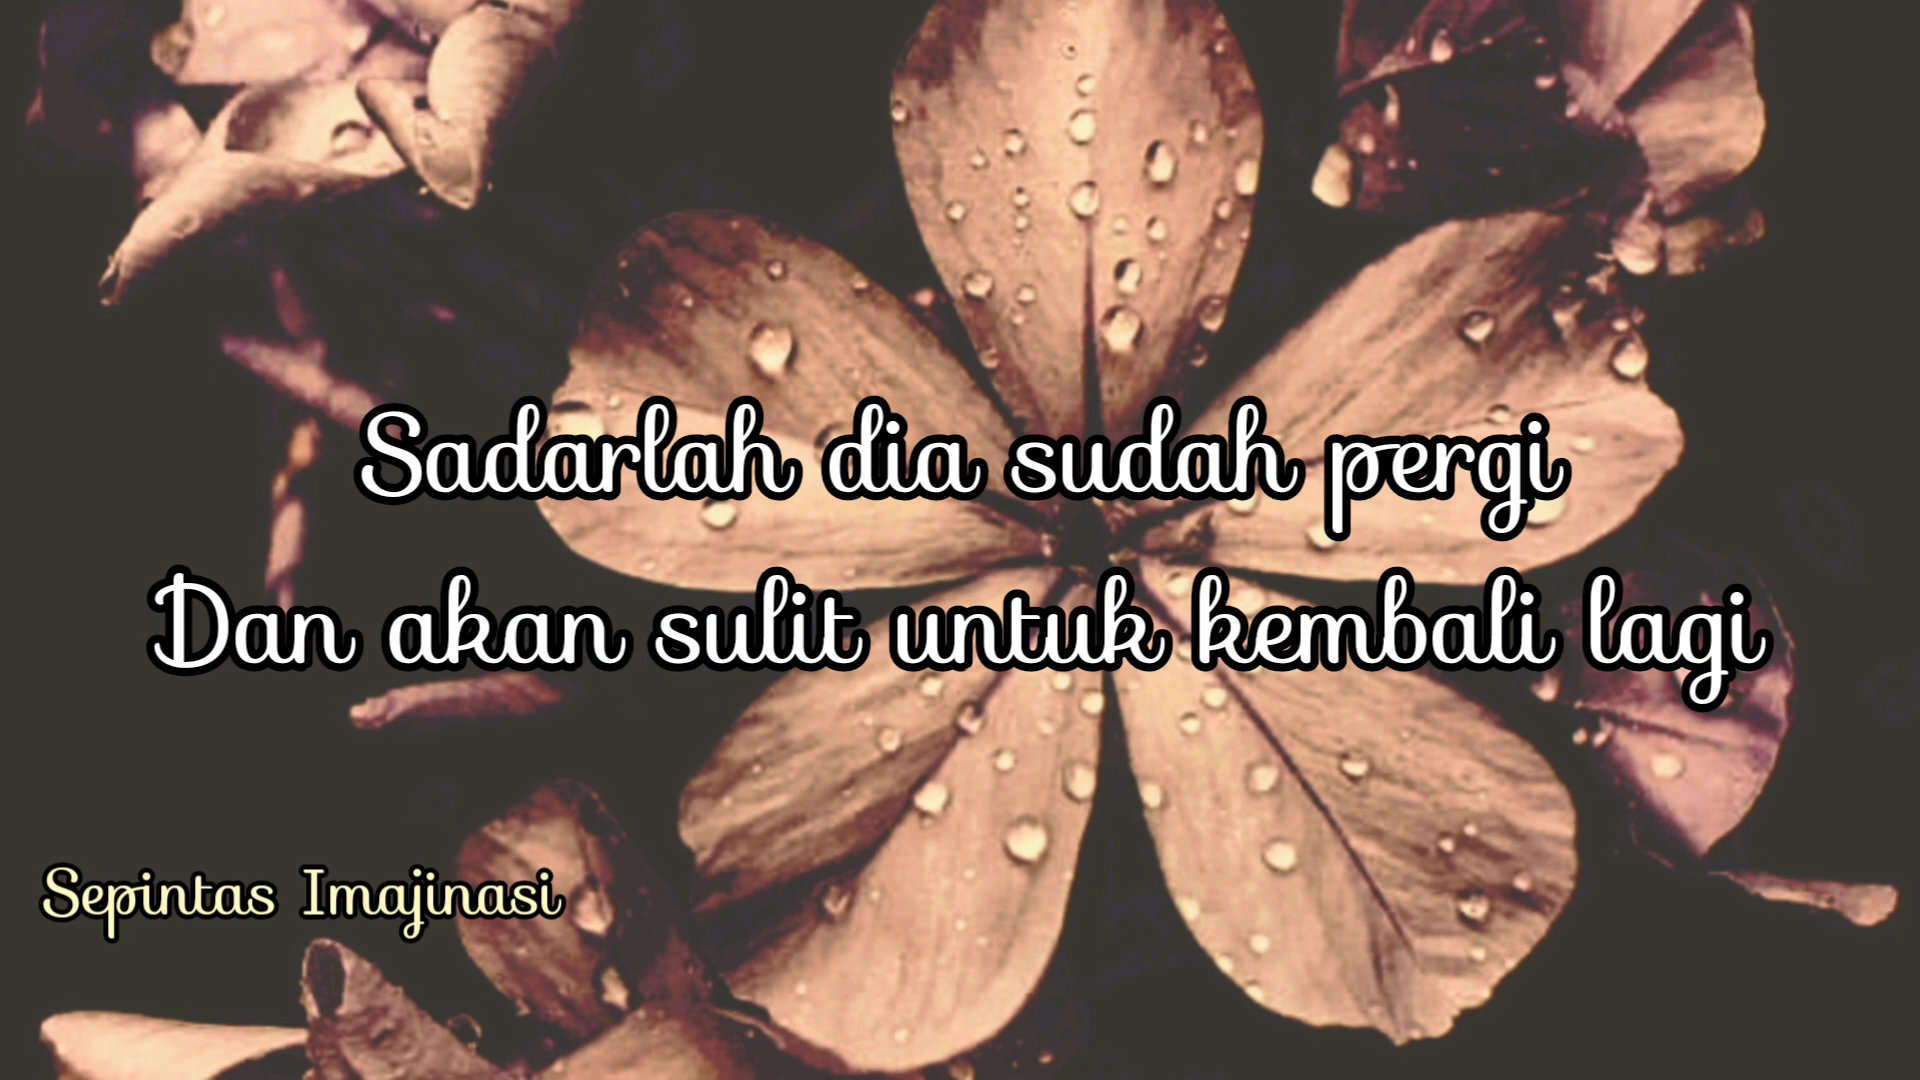 Sadarlah dia sudah pergi
Dan akan sulit untuk kembali lagi
Sepintas Imajinasi